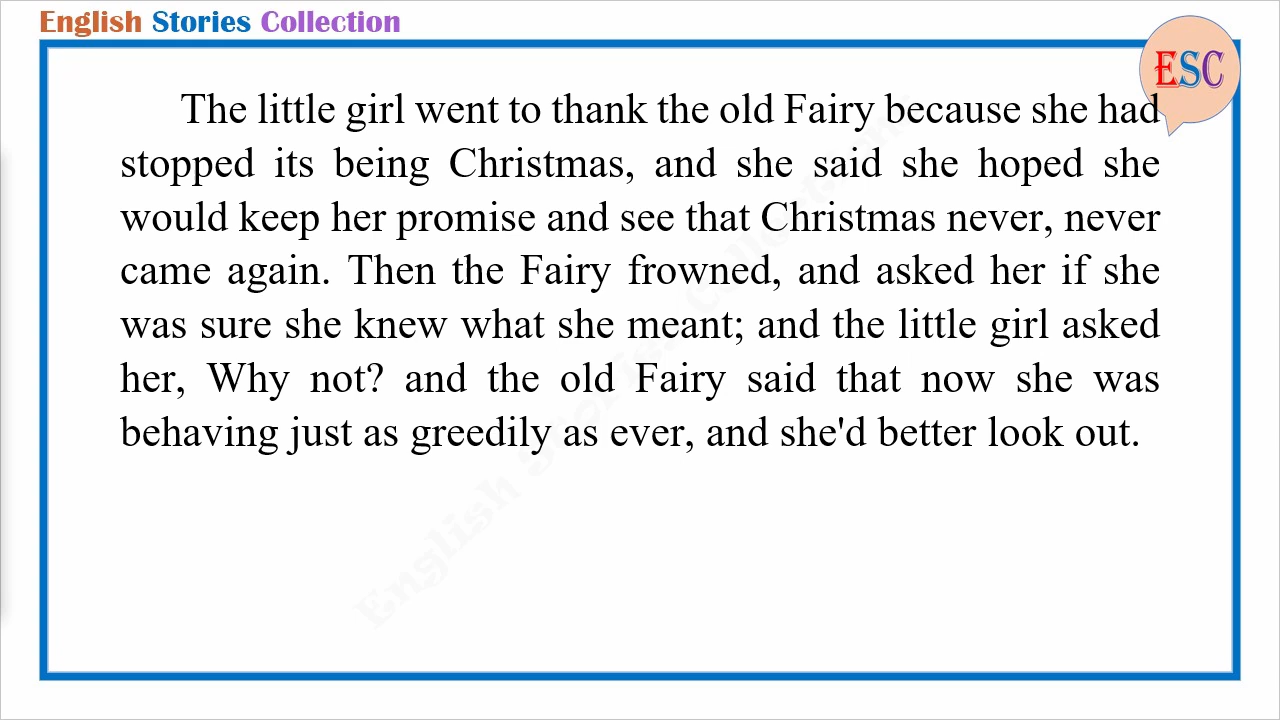 English Stories Collection
ESC
The little girl went to thank the old Fairy because she had
stopped its being Christmas, and she said she hoped she
would keep her promise and see that Christmas never, never
came again. Then the Fairy frowned, and asked her if she
was sure she knew what she meant; and the little girl asked
her, Why not? and the old Fairy said that now she was
behaving just as greedily as ever, and she'd better look out.
English Stories Collection